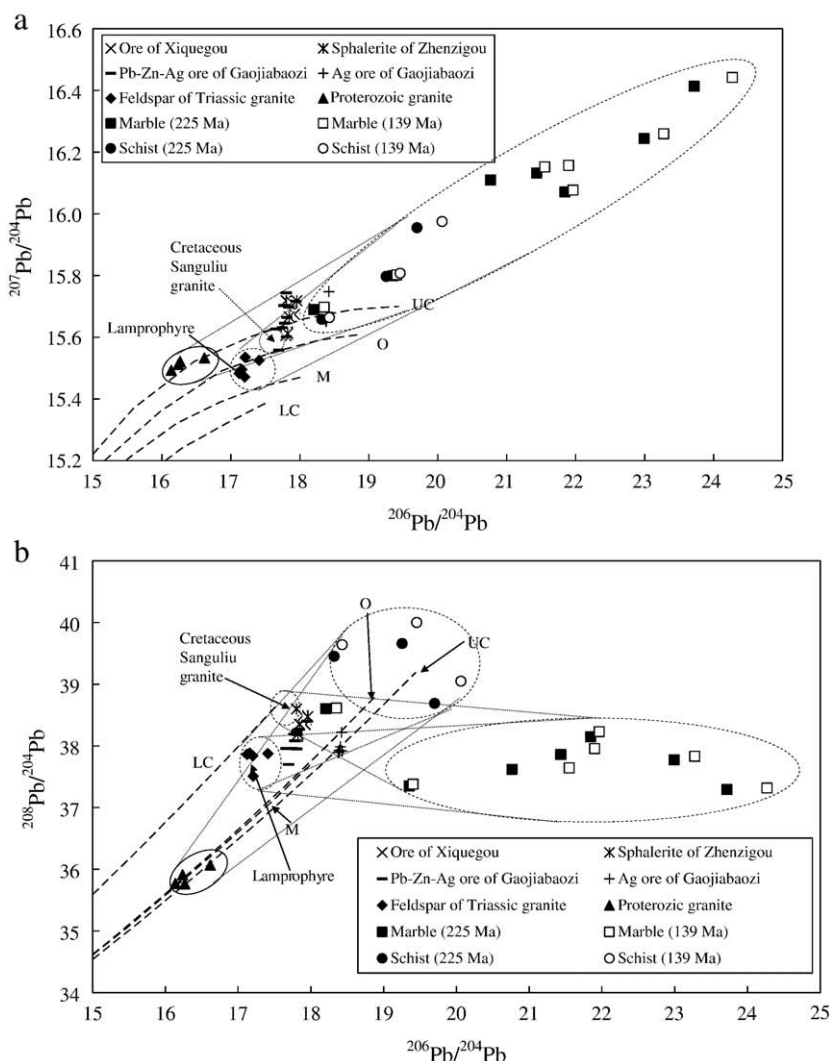 a
16.6
16.4
16.2
16.0
15.8
15.6
15.4
15.2
²⁰⁷Pb/²⁰⁴Pb
Ore of Xiquegou
Sphalerite of Zhenzigou
Pb-Zn-Ag ore of Gaojiabaozi
Ag ore of Gaojiabaozi
Feldspar of Triassic granite
Proterozoic granite
Marble (225 Ma)
Marble (139 Ma)
Schist (225 Ma)
Schist (139 Ma)
Cretaceous
Sanguliu
granite
Lamprophyre
UC
O
M
LC
15 16 17 18 19 20 21 22 23 24 25
²⁰⁶Pb/²⁰⁴Pb
b
41
40
39
38
37
36
35
34
²⁰⁸Pb/²⁰⁴Pb
O
UC
Cretaceous
Sanguliu
granite
LC
M
Lamprophyre
Ore of Xiquegou
Sphalerite of Zhenzigou
Pb-Zn-Ag ore of Gaojiabaozi
Ag ore of Gaojiabaozi
Feldspar of Triassic granite
Proterozic granite
Marble (225 Ma)
Marble (139 Ma)
Schist (225 Ma)
Schist (139 Ma)
15 16 17 18 19 20 21 22 23 24 25
²⁰⁶Pb/²⁰⁴Pb